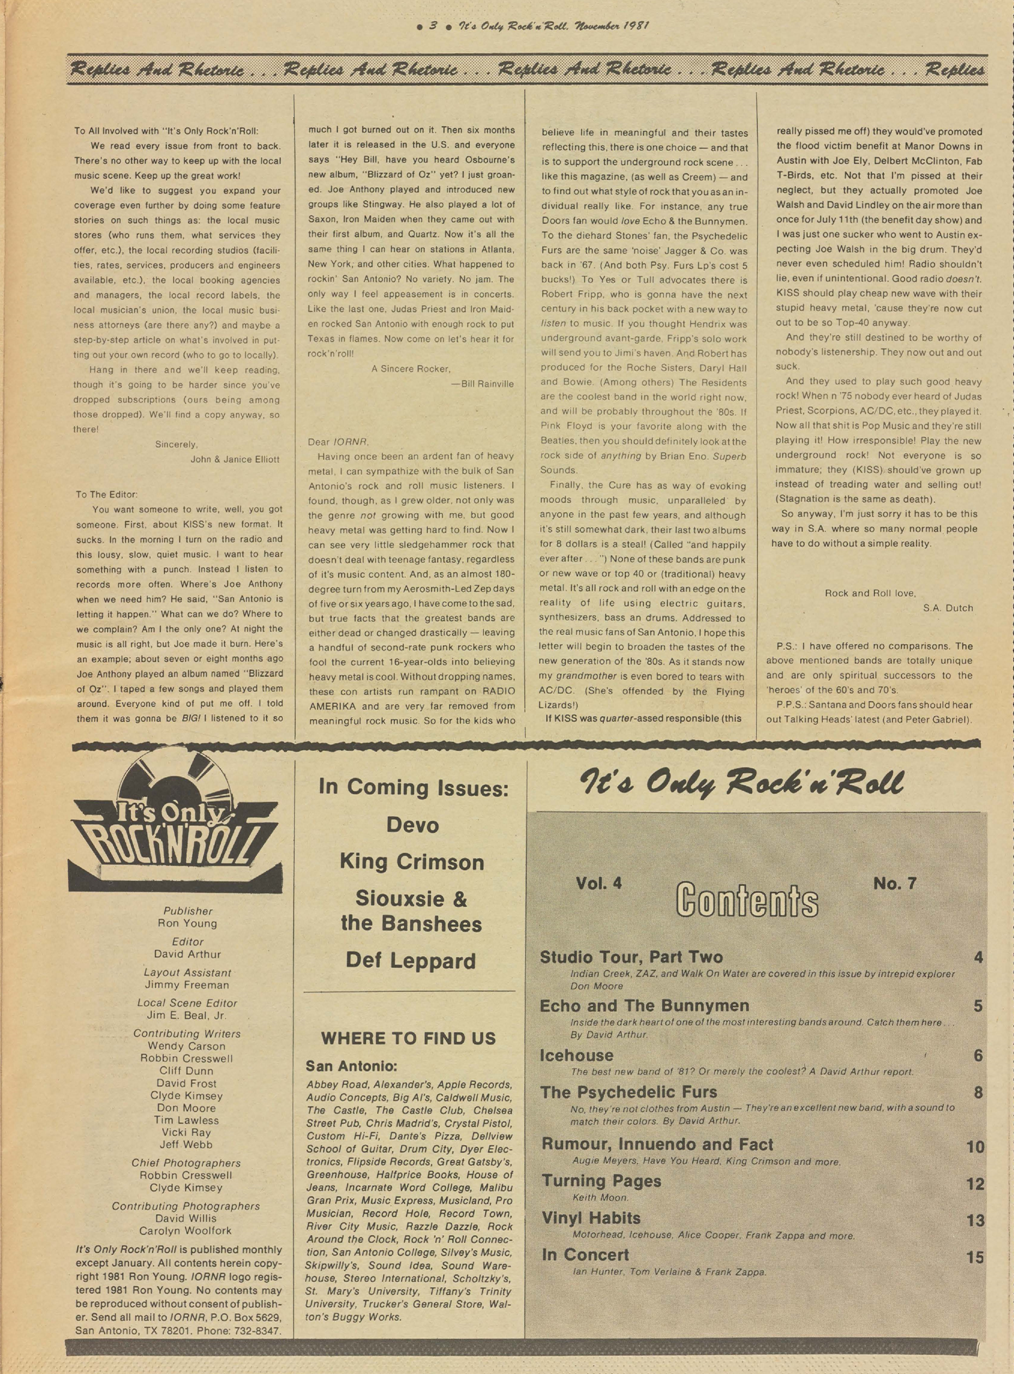 • 3 • It's Only Rock'n'Roll, November 1981
Replies And Rhetoric . . . Replies And Rhetoric . . . Replies And Rhetoric . . . Replies And Rhetoric . . . Replies
To All Involved with "It's Only Rock'n'Roll:
We read every issue from front to back.
There's no other way to keep up with the local
music scene. Keep up the great work!
We'd like to suggest you expand your
coverage even further by doing some feature
stories on such things as: the local music
stores (who runs them, what services they
offer, etc.), the local recording studios (facili-
ties, rates, services, producers and engineers
available, etc.), the local booking agencies
and managers, the local record labels, the
local musician's union, the local music busi-
ness attorneys (are there any?) and maybe a
step-by-step article on what's involved in put-
ting out your own record (who to go to locally).
Hang in there and we'll keep reading,
though it's going to be harder since you've
dropped subscriptions (ours being among
those dropped). We'll find a copy anyway, so
there!
Sincerely,
John & Janice Elliott
To The Editor:
You want someone to write, well, you got
someone. First, about KISS's new format. It
sucks. In the morning I turn on the radio and
this lousy, slow, quiet music. I want to hear
something with a punch. Instead I listen to
records more often. Where's Joe Anthony
when we need him? He said, "San Antonio is
letting it happen." What can we do? Where to
we complain? Am I the only one? At night the
music is all right, but Joe made it burn. Here's
an example; about seven or eight months ago
Joe Anthony played an album named "Blizzard
of Oz". I taped a few songs and played them
around. Everyone kind of put me off. I told
them it was gonna be BIG! I listened to it so
much I got burned out on it. Then six months
later it is released in the U.S. and everyone
says "Hey Bill, have you heard Osbourne's
new album, "Blizzard of Oz" yet? I just groan-
ed. Joe Anthony played and introduced new
groups like Stingway. He also played a lot of
Saxon, Iron Maiden when they came out with
their first album, and Quartz. Now it's all the
same thing I can hear on stations in Atlanta,
New York, and other cities. What happened to
rockin' San Antonio? No variety. No jam. The
only way I feel appeasement is in concerts.
Like the last one, Judas Priest and Iron Maid-
en rocked San Antonio with enough rock to put
Texas in flames. Now come on let's hear it for
rock'n'roll!
A Sincere Rocker,
—Bill Rainville
Dear IORNR,
Having once been an ardent fan of heavy
metal, I can sympathize with the bulk of San
Antonio's rock and roll music listeners. I
found, though, as I grew older, not only was
the genre not growing with me, but good
heavy metal was getting hard to find. Now I
can see very little sledgehammer rock that
doesn't deal with teenage fantasy, regardless
of it's music content. And, as an almost 180-
degree turn from my Aerosmith-Led Zep days
of five or six years ago, I have come to the sad,
but true facts that the greatest bands are
either dead or changed drastically — leaving
a handful of second-rate punk rockers who
fool the current 16-year-olds into believing
heavy metal is cool. Without dropping names,
these con artists run rampant on RADIO
AMERIKA and are very far removed from
meaningful rock music. So for the kids who
believe life in meaningful and their tastes
reflecting this, there is one choice — and that
is to support the underground rock scene . . .
like this magazine, (as well as Creem) — and
to find out what style of rock that you as an in-
dividual really like. For instance, any true
Doors fan would love Echo & the Bunnymen.
To the diehard Stones' fan, the Psychedelic
Furs are the same 'noise' Jagger & Co. was
back in '67. (And both Psy. Furs Lp's cost 5
bucks!) To Yes or Tull advocates there is
Robert Fripp, who is gonna have the next
century in his back pocket with a new way to
listen to music. If you thought Hendrix was
underground avant-garde, Fripp's solo work
will send you to Jimi's haven. And Robert has
produced for the Roche Sisters, Daryl Hall
and Bowie. (Among others) The Residents
are the coolest band in the world right now,
and will be probably throughout the '80s. If
Pink Floyd is your favorite along with the
Beatles, then you should definitely look at the
rock side of anything by Brian Eno. Superb
Sounds.
Finally, the Cure has as way of evoking
moods through music, unparalleled by
anyone in the past few years, and although
it's still somewhat dark, their last two albums
for 8 dollars is a steal! (Called "and happily
ever after . . . ") None of these bands are punk
or new wave or top 40 or (traditional) heavy
metal. It's all rock and roll with an edge on the
reality of life using electric guitars,
synthesizers, bass an drums. Addressed to
the real music fans of San Antonio, I hope this
letter will begin to broaden the tastes of the
new generation of the '80s. As it stands now
my grandmother is even bored to tears with
AC/DC. (She's offended by the Flying
Lizards!)
If KISS was quarter-assed responsible (this
really pissed me off) they would've promoted
the flood victim benefit at Manor Downs in
Austin with Joe Ely, Delbert McClinton, Fab
T-Birds, etc. Not that I'm pissed at their
neglect, but they actually promoted Joe
Walsh and David Lindley on the air more than
once for July 11th (the benefit day show) and
I was just one sucker who went to Austin ex-
pecting Joe Walsh in the big drum. They'd
never even scheduled him! Radio shouldn't
lie, even if unintentional. Good radio doesn't.
KISS should play cheap new wave with their
stupid heavy metal, 'cause they're now cut
out to be so Top-40 anyway.
And they're still destined to be worthy of
nobody's listenership. They now out and out
suck.
And they used to play such good heavy
rock! When n '75 nobody ever heard of Judas
Priest, Scorpions, AC/DC, etc., they played it.
Now all that shit is Pop Music and they're still
playing it! How irresponsible! Play the new
underground rock! Not everyone is so
immature; they (KISS) should've grown up
instead of treading water and selling out!
(Stagnation is the same as death).
So anyway, I'm just sorry it has to be this
way in S.A. where so many normal people
have to do without a simple reality.
Rock and Roll love,
S.A. Dutch
P.S.: I have offered no comparisons. The
above mentioned bands are totally unique
and are only spiritual successors to the
'heroes' of the 60's and 70's.
P.P.S.: Santana and Doors fans should hear
out Talking Heads' latest (and Peter Gabriel).
It's Only
ROCK'N'ROLL
Publisher
Ron Young
Editor
David Arthur
Layout Assistant
Jimmy Freeman
Local Scene Editor
Jim E. Beal, Jr.
Contributing Writers
Wendy Carson
Robbin Cresswell
Cliff Dunn
David Frost
Clyde Kimsey
Don Moore
Tim Lawless
Vicki Ray
Jeff Webb
Chief Photographers
Robbin Cresswell
Clyde Kimsey
Contributing Photographers
David Willis
Carolyn Woolfork
It's Only Rock'n'Roll is published monthly
except January. All contents herein copy-
right 1981 Ron Young. IORNR logo regis-
tered 1981 Ron Young. No contents may
be reproduced without consent of publish-
er. Send all mail to IORNR, P.O. Box 5629,
San Antonio, TX 78201. Phone: 732-8347.
In Coming Issues:
Devo
King Crimson
Siouxsie &
the Banshees
Def Leppard
WHERE TO FIND US
San Antonio:
Abbey Road, Alexander's, Apple Records,
Audio Concepts, Big Al's, Caldwell Music,
The Castle, The Castle Club, Chelsea
Street Pub, Chris Madrid's, Crystal Pistol,
Custom Hi-Fi, Dante's Pizza, Dellview
School of Guitar, Drum City, Dyer Elec-
tronics, Flipside Records, Great Gatsby's,
Greenhouse, Halfprice Books, House of
Jeans, Incarnate Word College, Malibu
Gran Prix, Music Express, Musicland, Pro
Musician, Record Hole, Record Town,
River City Music, Razzle Dazzle, Rock
Around the Clock, Rock 'n' Roll Connec-
tion, San Antonio College, Silvey's Music,
Skipwilly's, Sound Idea, Sound Ware-
house, Stereo International, Scholtzky's,
St. Mary's University, Tiffany's Trinity
University, Trucker's General Store, Wal-
ton's Buggy Works.
It's Only Rock'n'Roll
Vol. 4 Contents No. 7
Studio Tour, Part Two 4
Indian Creek, ZAZ, and Walk On Water are covered in this issue by intrepid explorer
Don Moore
Echo and The Bunnymen 5
Inside the dark heart of one of the most interesting bands around. Catch them here . . .
By David Arthur.
Icehouse 6
The best new band of '81? Or merely the coolest? A David Arthur report.
The Psychedelic Furs 8
No, they're not clothes from Austin — They're an excellent new band, with a sound to
match their colors. By David Arthur.
Rumour, Innuendo and Fact 10
Augie Meyers, Have You Heard, King Crimson and more.
Turning Pages 12
Keith Moon.
Vinyl Habits 13
Motorhead, Icehouse, Alice Cooper, Frank Zappa and more.
In Concert 15
Ian Hunter, Tom Verlaine & Frank Zappa.